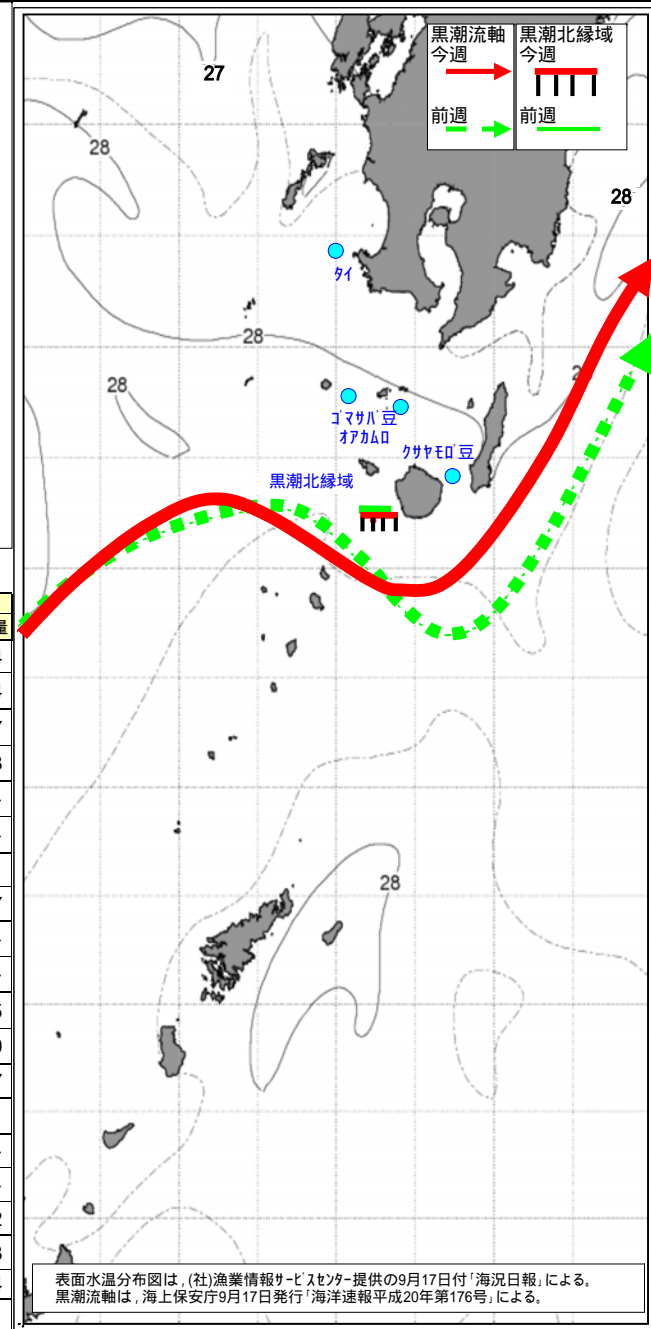 黒潮流軸
今週
前週
黒潮北縁域
今週
前週
27
28
28
28
28
タイ
ゴマサバ豆
オアカムロ
クサヤモロ豆
黒潮北縁域
28
量
表面水温分布図は,(社)漁業情報サービスセンター提供の9月17日付「海況日報」による。
黒潮流軸は,海上保安庁9月17日発行「海洋速報平成20年第176号」による。